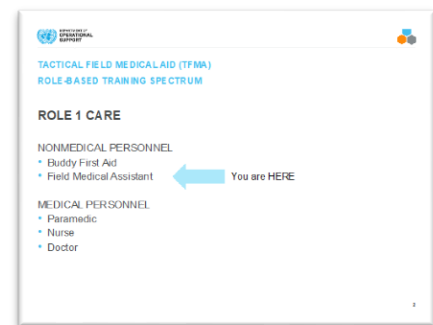 DEPARTMENT OF
OPERATIONAL
SUPPORT
TACTICAL FIELD MEDICAL AID (TFMA)
ROLE-BASED TRAINING SPECTRUM
ROLE 1 CARE
NONMEDICAL PERSONNEL
• Buddy First Aid
• Field Medical Assistant You are HERE
MEDICAL PERSONNEL
• Paramedic
• Nurse
• Doctor